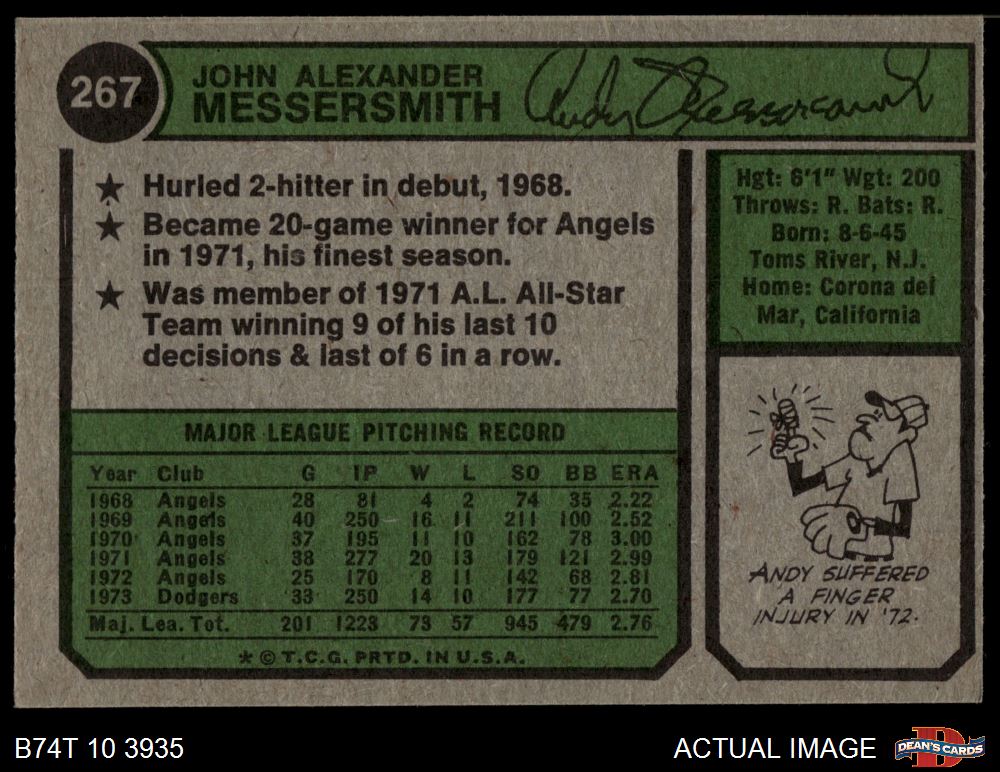 267
JOHN ALEXANDER
MESSERSMITH
Andy Messersmith
★ Hurled 2-hitter in debut, 1968.
★ Became 20-game winner for Angels
in 1971, his finest season.
★ Was member of 1971 A.L. All-Star
Team winning 9 of his last 10
decisions & last of 6 in a row.
Hgt: 6'1" Wgt: 200
Throws: R. Bats: R.
Born: 8-6-45
Toms River, N.J.
Home: Corona del
Mar, California
MAJOR LEAGUE PITCHING RECORD
Year Club G IP W L SO BB ERA
1968 Angels 28 81 4 2 74 35 2.22
1969 Angels 40 250 16 11 211 100 2.52
1970 Angels 37 195 11 10 162 78 3.00
1971 Angels 38 277 20 13 179 121 2.99
1972 Angels 25 170 8 11 142 68 2.81
1973 Dodgers 33 250 14 10 177 77 2.70
Maj. Lea. Tot. 201 1223 73 57 945 479 2.76
* © T.C.G. PRTD. IN U.S.A.
ANDY SUFFERED
A FINGER
INJURY IN '72.
B74T 10 3935
ACTUAL IMAGE
D
DEAN'S CARDS